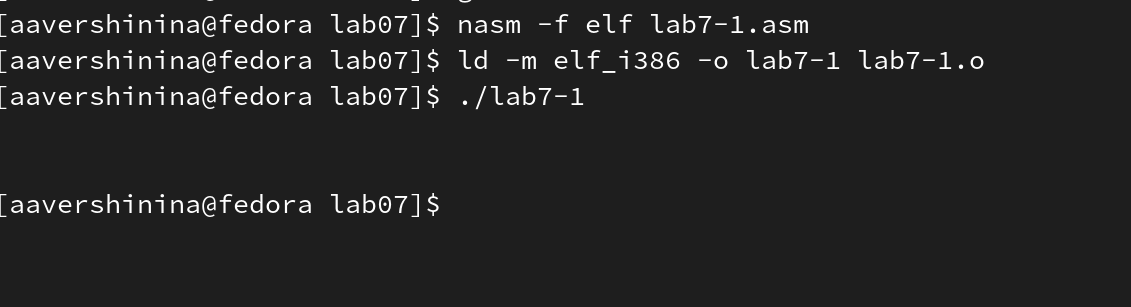 [aavershinina@fedora lab07]$ nasm -f elf lab7-1.asm
[aavershinina@fedora lab07]$ ld -m elf_i386 -o lab7-1 lab7-1.o
[aavershinina@fedora lab07]$ ./lab7-1
[aavershinina@fedora lab07]$